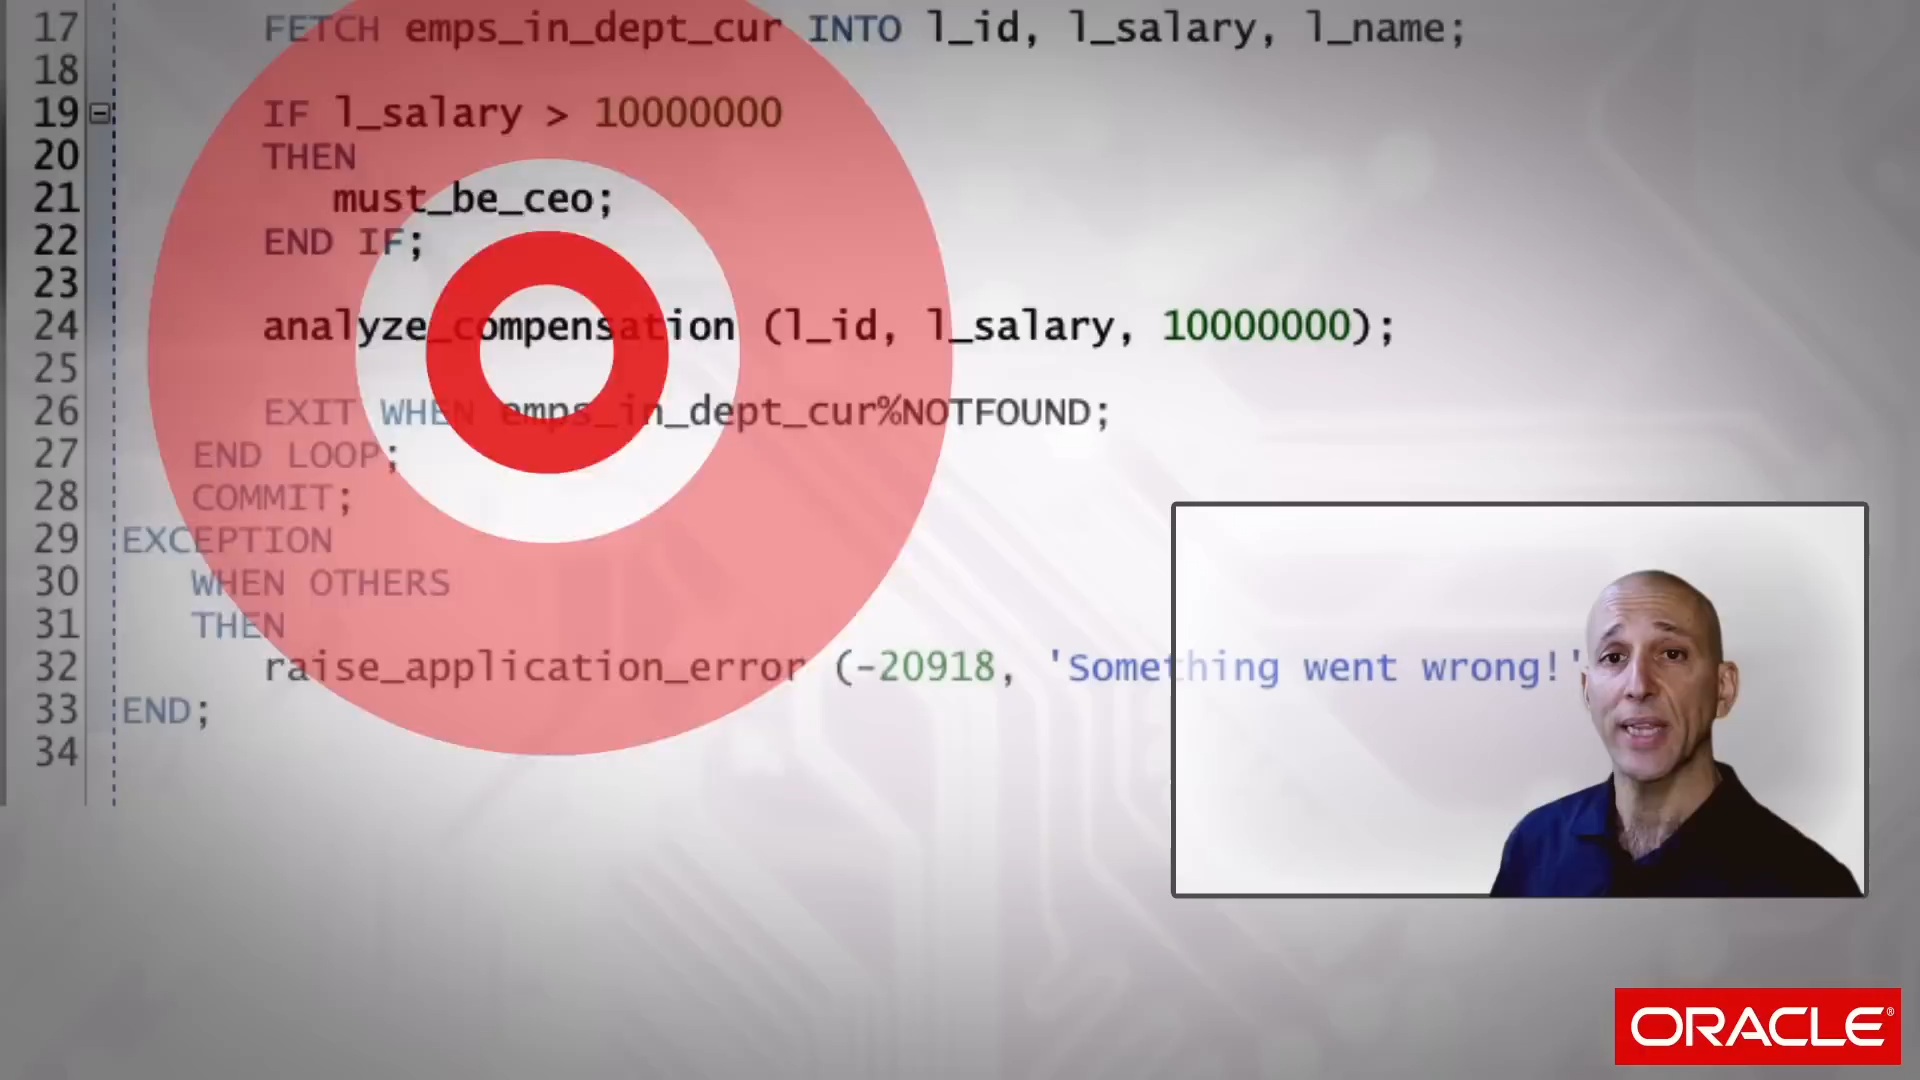 17 FETCH emps_in_dept_cur INTO l_id, l_salary, l_name;
18
19 IF l_salary > 10000000
20 THEN
21 must_be_ceo;
22 END IF;
23
24 analyze_compensation (l_id, l_salary, 10000000);
25
26 EXIT WHEN emps_in_dept_cur%NOTFOUND;
27 END LOOP;
28 COMMIT;
29 EXCEPTION
30 WHEN OTHERS
31 THEN
32 raise_application_error (-20918, 'Something went wrong!'
33 END;
34
ORACLE®